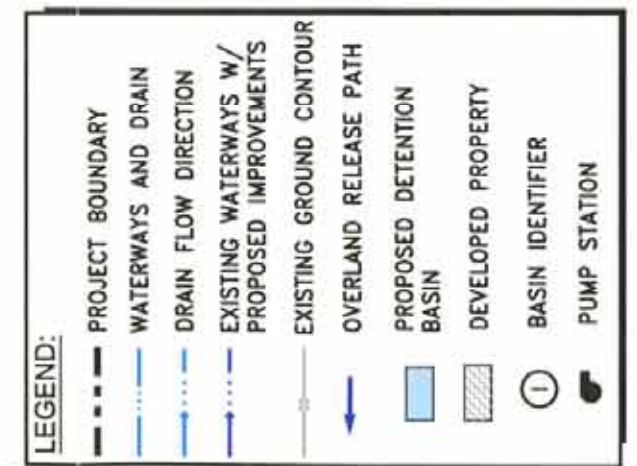 LEGEND:
PROJECT BOUNDARY
WATERWAYS AND DRAIN
DRAIN FLOW DIRECTION
EXISTING WATERWAYS W/
PROPOSED IMPROVEMENTS
EXISTING GROUND CONTOUR
OVERLAND RELEASE PATH
PROPOSED DETENTION
BASIN
DEVELOPED PROPERTY
1 BASIN IDENTIFIER
PUMP STATION